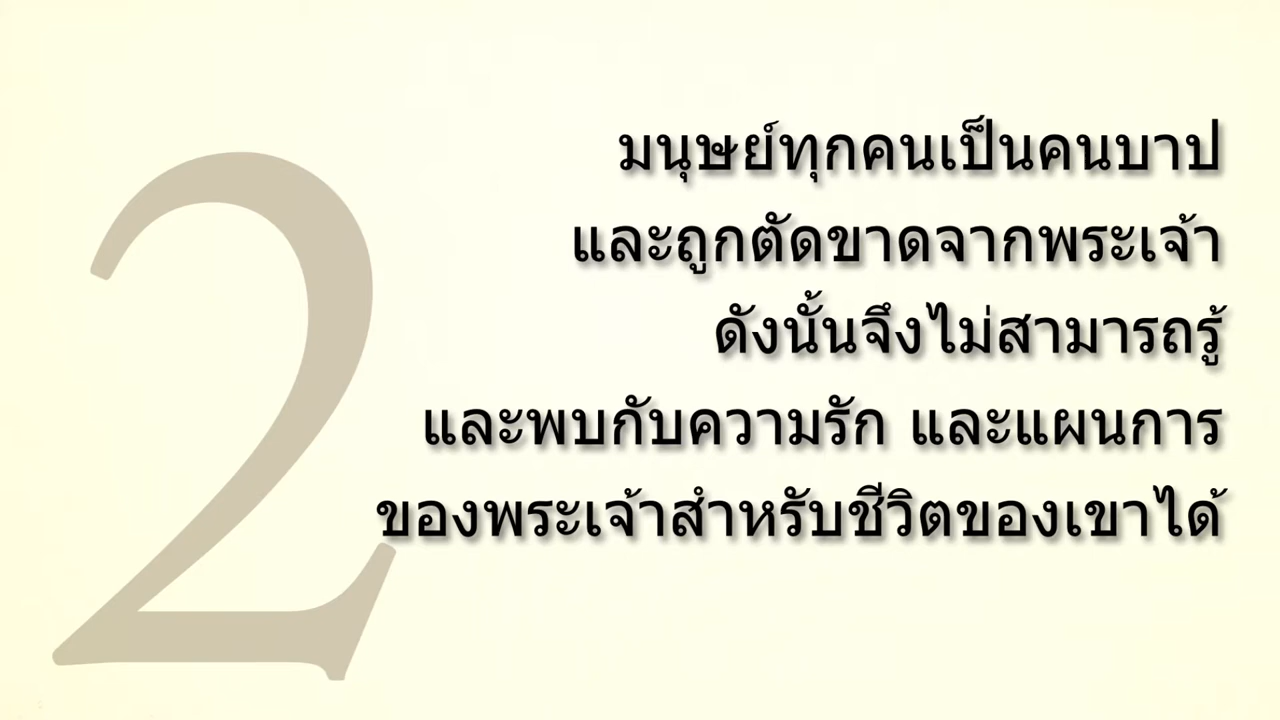 2
มนุษย์ทุกคนเป็นคนบาป
และถูกตัดขาดจากพระเจ้า
ดังนั้นจึงไม่สามารถรู้
และพบกับความรัก และแผนการ
ของพระเจ้าสำหรับชีวิตของเขาได้